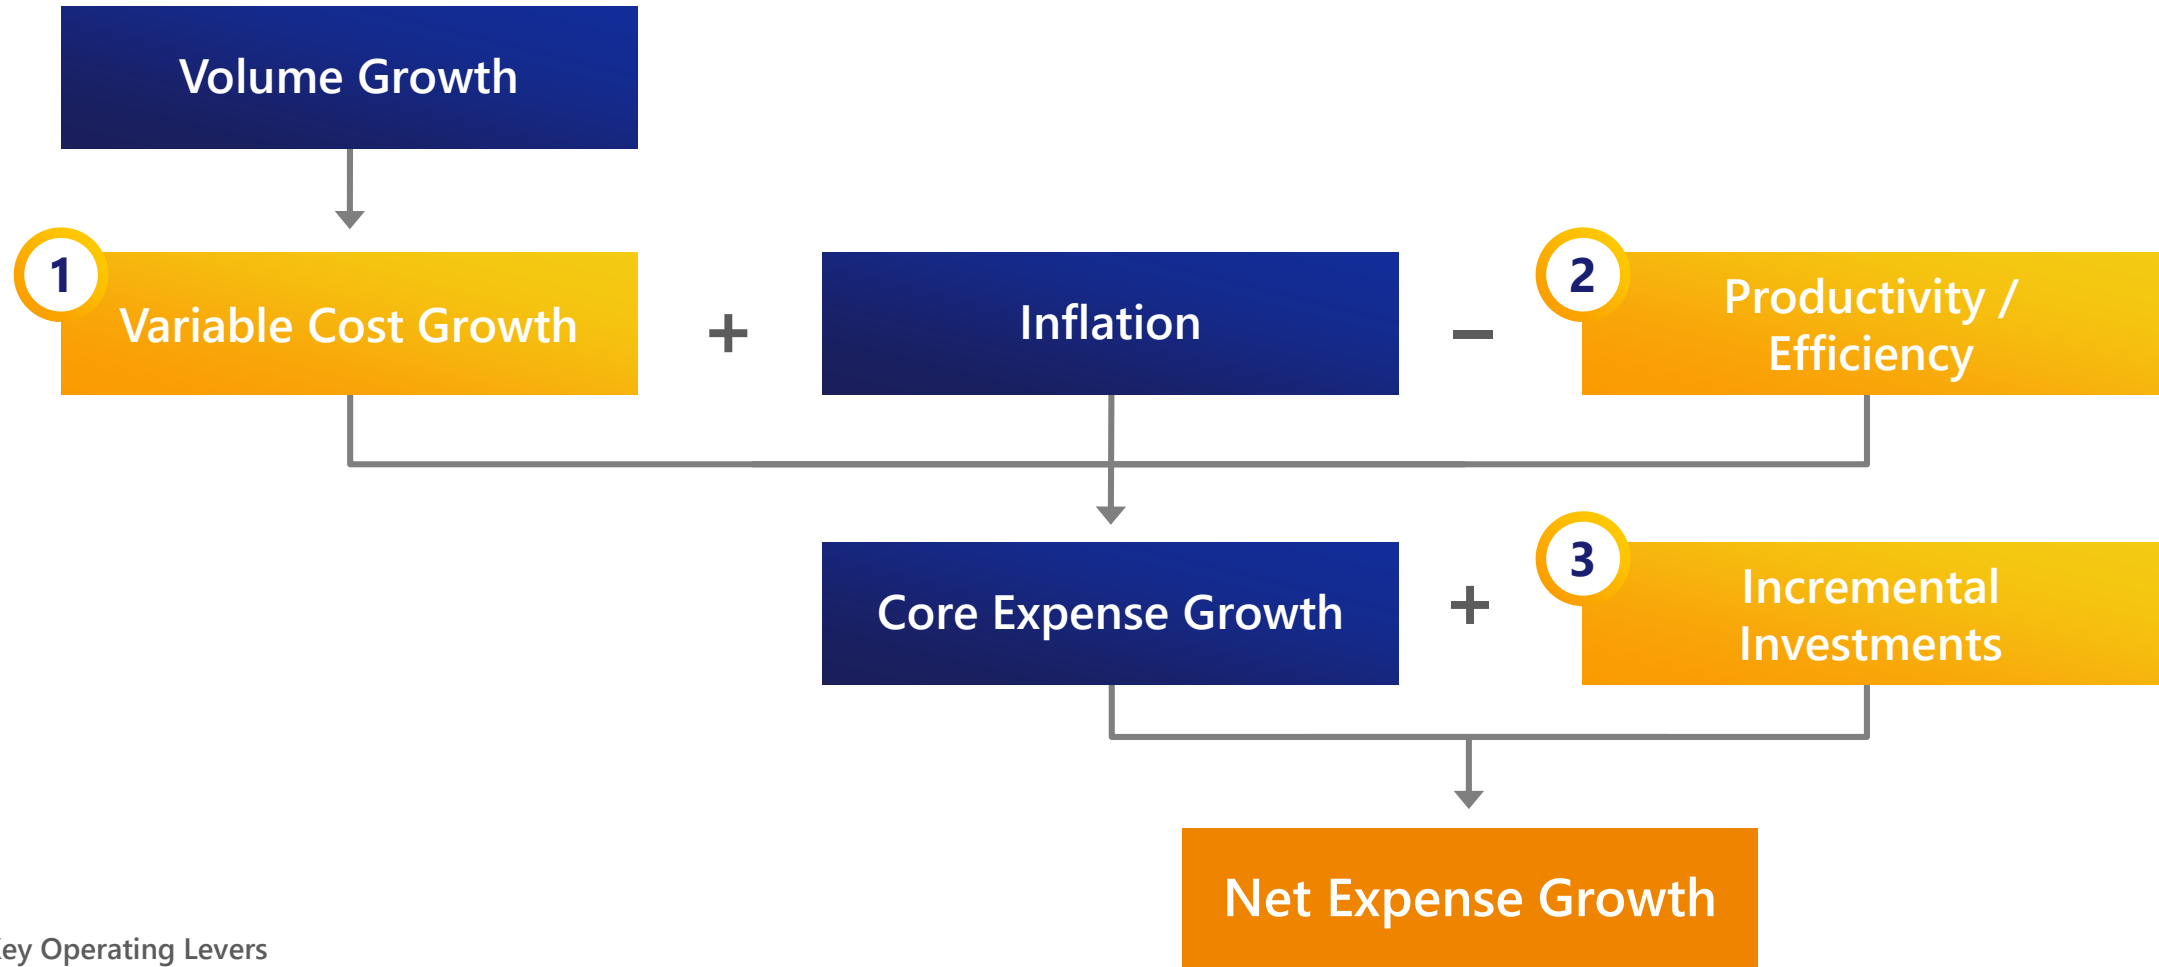 Volume Growth
1
Variable Cost Growth
+
Inflation
−
2
Productivity /
Efficiency
Core Expense Growth
+
3
Incremental
Investments
Net Expense Growth
Operating Levers